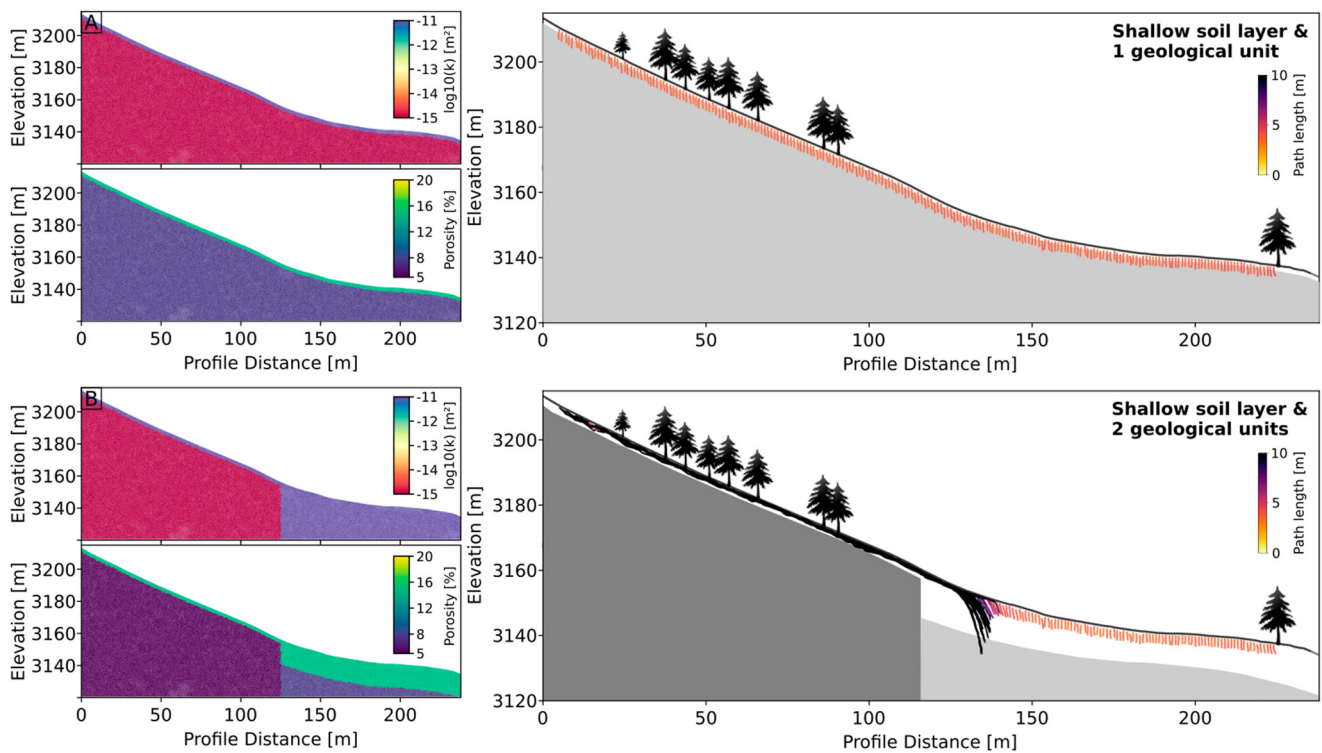 A
3200
3180
3160
3140
Elevation [m]
-11
-12
-13
-14
-15
log10(k) [m²]
3200
3180
3160
3140
Elevation [m]
20
16
12
8
5
Porosity [%]
0 50 100 150 200
Profile Distance [m]
Shallow soil layer &
1 geological unit
10
5
0
Path length [m]
3200
3180
3160
3140
3120
Elevation [m]
0 50 100 150 200
Profile Distance [m]
B
3200
3180
3160
3140
Elevation [m]
-11
-12
-13
-14
-15
log10(k) [m²]
3200
3180
3160
3140
Elevation [m]
20
16
12
8
5
Porosity [%]
0 50 100 150 200
Profile Distance [m]
Shallow soil layer &
2 geological units
10
5
0
Path length [m]
3200
3180
3160
3140
3120
Elevation [m]
0 50 100 150 200
Profile Distance [m]